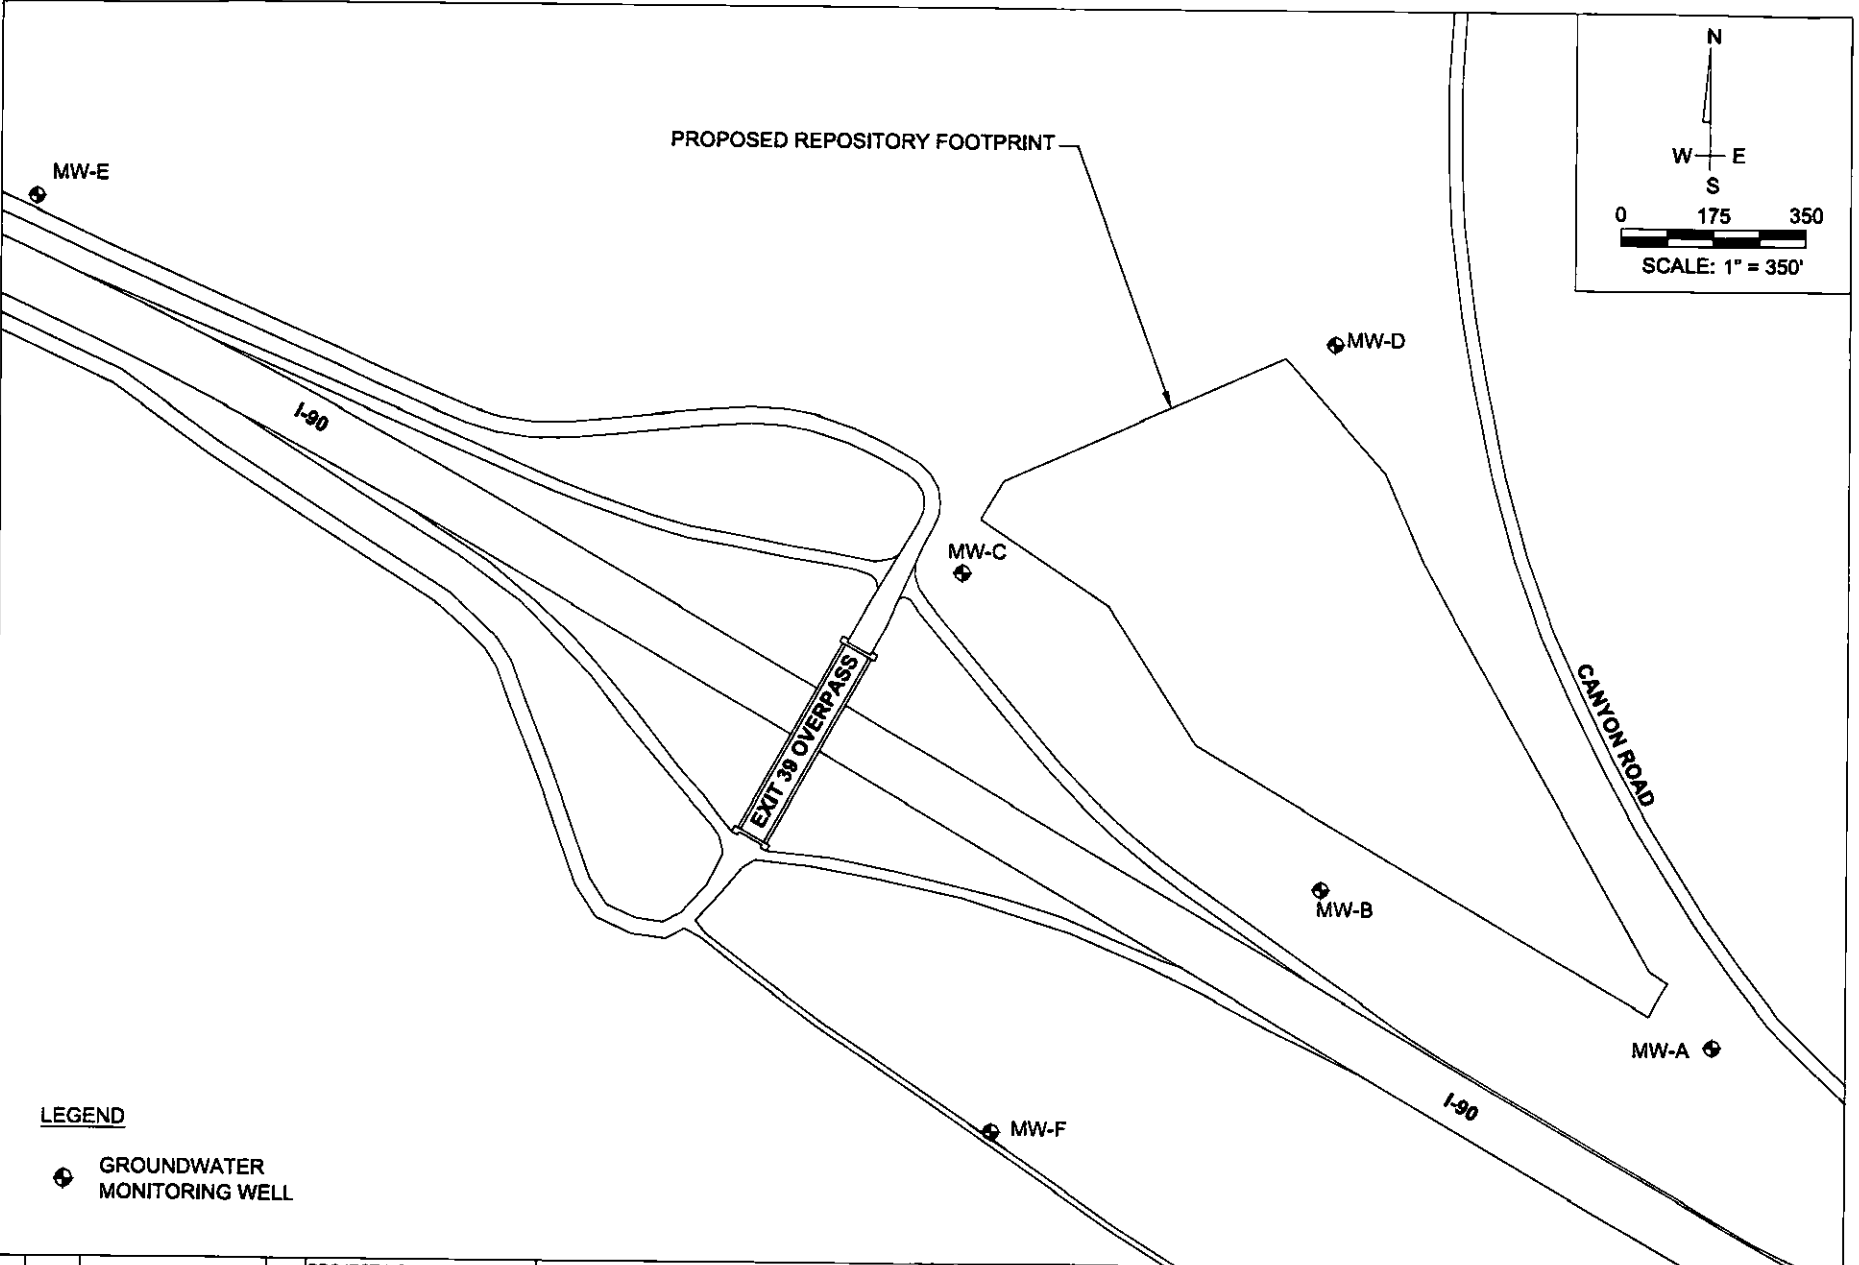 N
W E
S
0 175 350
SCALE: 1" = 350'
PROPOSED REPOSITORY FOOTPRINT
MW-E
MW-D
I-90
MW-C
EXIT 39 OVERPASS
CANYON ROAD
MW-B
MW-A
I-90
MW-F
LEGEND
GROUNDWATER
MONITORING WELL